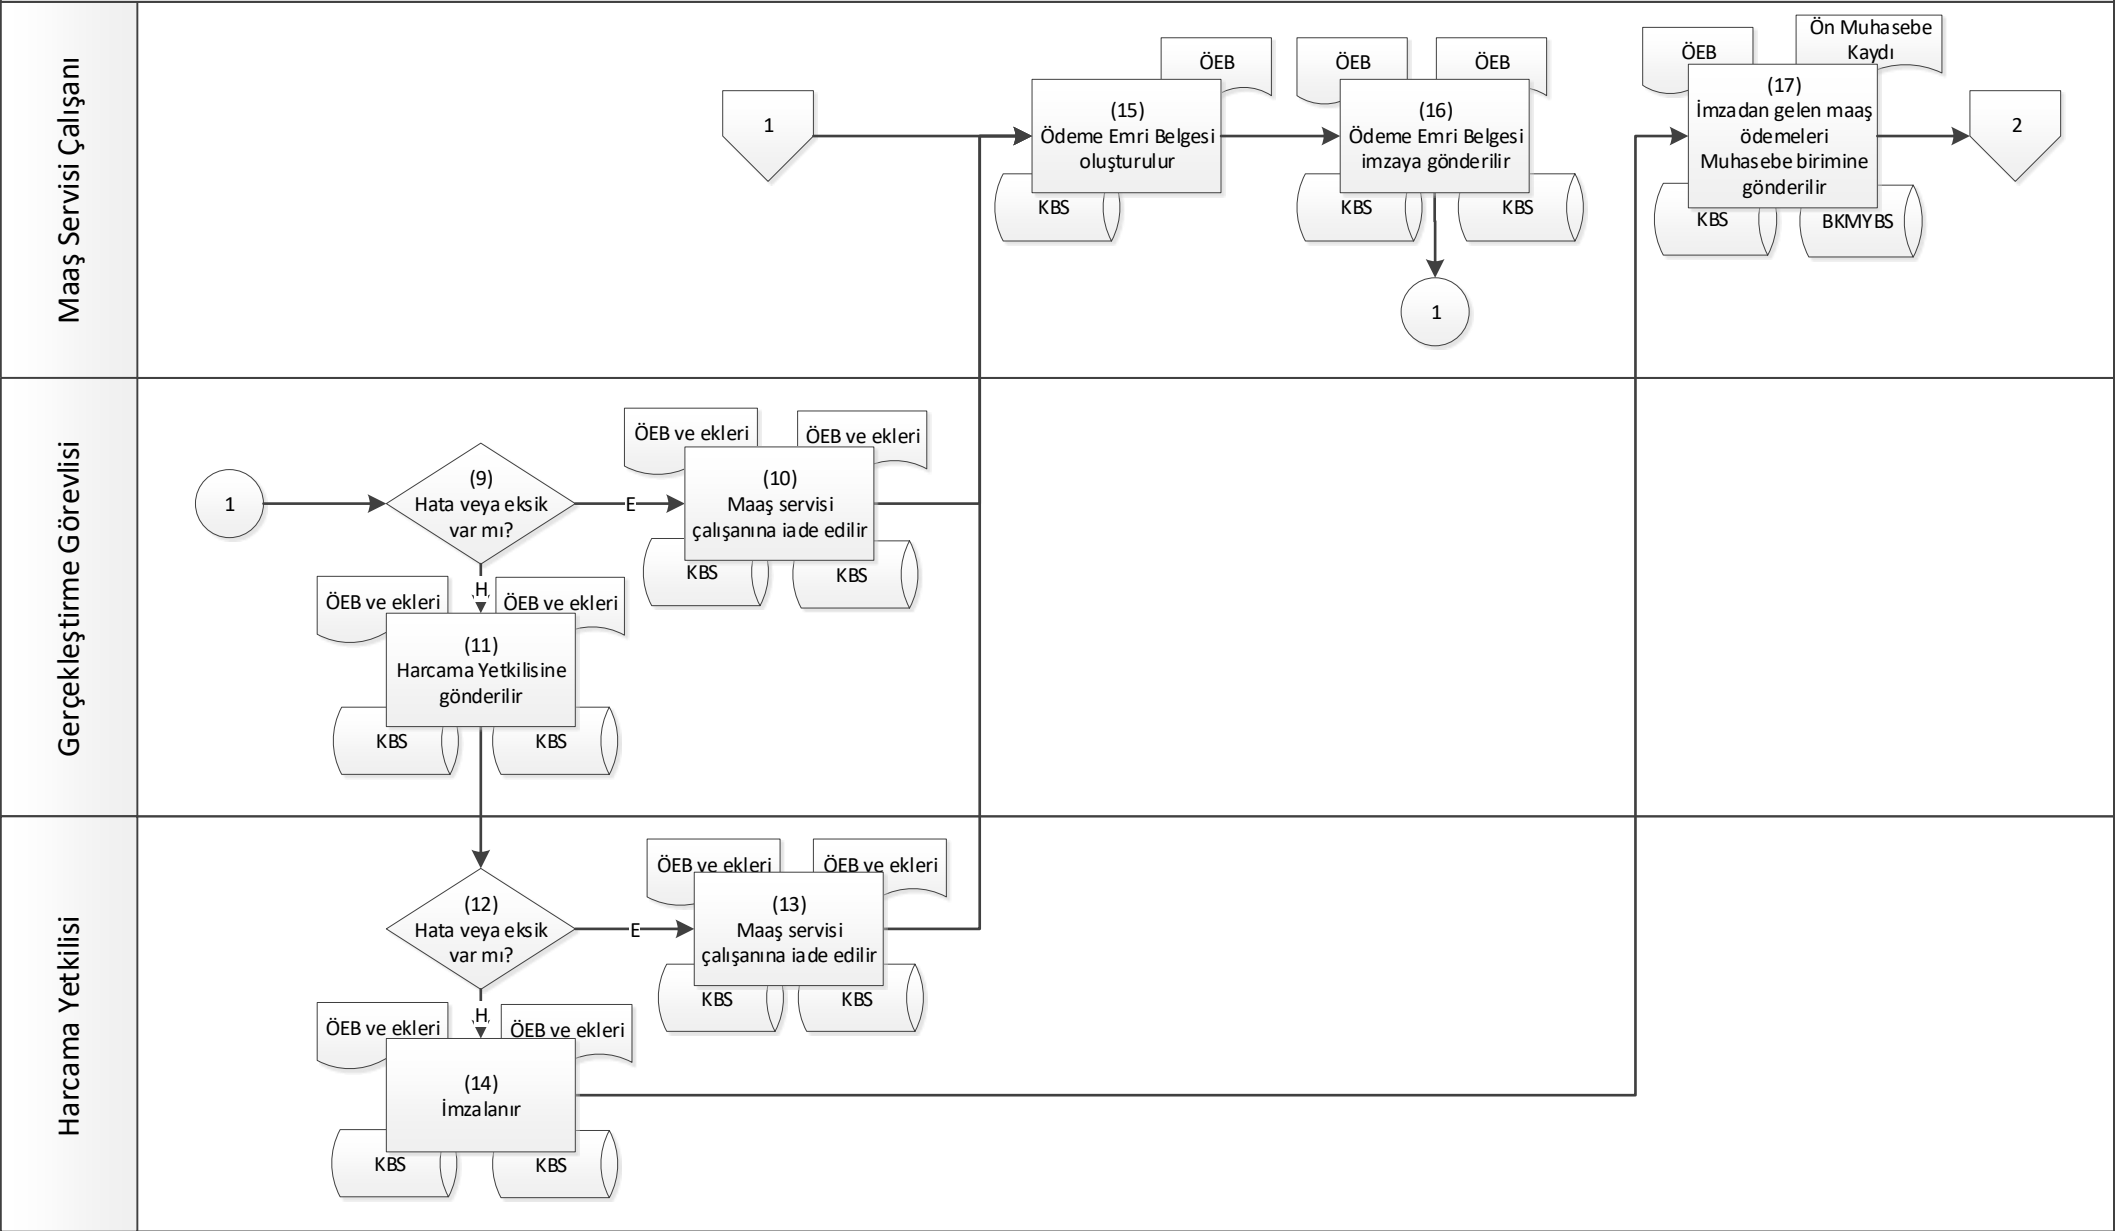 Maaş Servisi Çalışanı
1
ÖEB
(15)
Ödeme Emri Belgesi
oluşturulur
KBS
ÖEB
ÖEB
(16)
Ödeme Emri Belgesi
imzaya gönderilir
KBS
KBS
1
ÖEB
Ön Muhasebe
Kaydı
(17)
İmzadan gelen maaş
ödemeleri
Muhasebe birimine
gönderilir
KBS
BKMYBS
2
Gerçekleştirme Görevlisi
1
(9)
Hata veya eksik
var mı?
E
H
ÖEB ve ekleri
ÖEB ve ekleri
(10)
Maaş servisi
çalışanına iade edilir
KBS
KBS
ÖEB ve ekleri
ÖEB ve ekleri
(11)
Harcama Yetkilisine
gönderilir
KBS
KBS
Harcama Yetkilisi
(12)
Hata veya eksik
var mı?
E
H
ÖEB ve ekleri
ÖEB ve ekleri
(13)
Maaş servisi
çalışanına iade edilir
KBS
KBS
ÖEB ve ekleri
ÖEB ve ekleri
(14)
İmzalanır
KBS
KBS